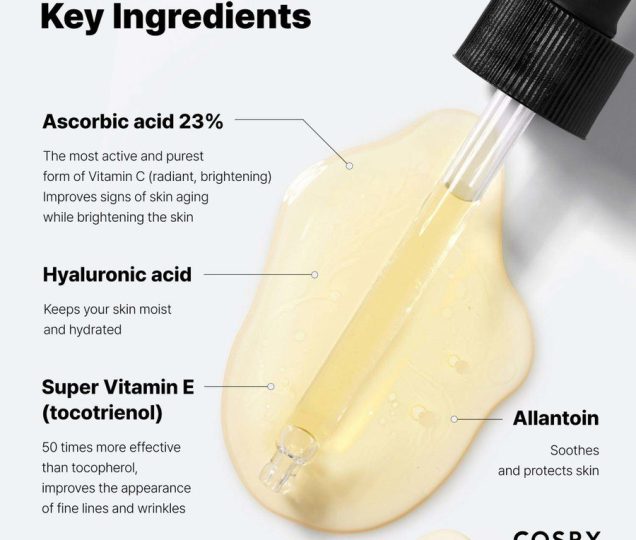 Key Ingredients
Ascorbic acid 23%
The most active and purest
form of Vitamin C (radiant, brightening)
Improves signs of skin aging
while brightening the skin
Hyaluronic acid
Keeps your skin moist
and hydrated
Super Vitamin E
(tocotrienol)
50 times more effective
than tocopherol,
improves the appearance
of fine lines and wrinkles
Allantoin
Soothes
and protects skin
COSRX